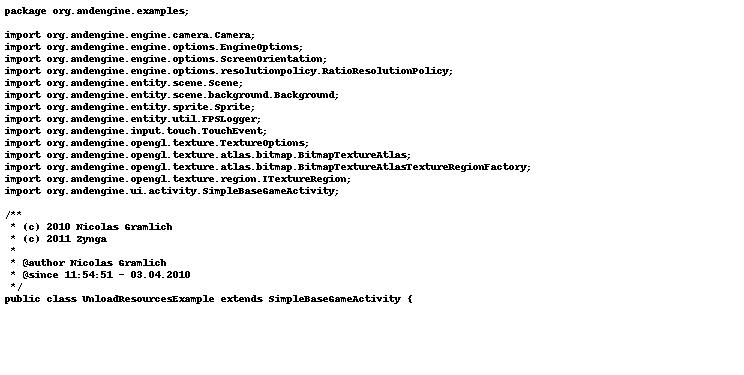 package org.andengine.examples;

import org.andengine.engine.camera.Camera;
import org.andengine.engine.options.EngineOptions;
import org.andengine.engine.options.ScreenOrientation;
import org.andengine.engine.options.resolutionpolicy.RatioResolutionPolicy;
import org.andengine.entity.scene.Scene;
import org.andengine.entity.scene.background.Background;
import org.andengine.entity.sprite.Sprite;
import org.andengine.entity.util.FPSLogger;
import org.andengine.input.touch.TouchEvent;
import org.andengine.opengl.texture.TextureOptions;
import org.andengine.opengl.texture.atlas.bitmap.BitmapTextureAtlas;
import org.andengine.opengl.texture.atlas.bitmap.BitmapTextureAtlasTextureRegionFactory;
import org.andengine.opengl.texture.region.ITextureRegion;
import org.andengine.ui.activity.SimpleBaseGameActivity;

/**
 * (c) 2010 Nicolas Gramlich
 * (c) 2011 Zynga
 *
 * @author Nicolas Gramlich
 * @since 11:54:51 - 03.04.2010
 */
public class UnloadResourcesExample extends SimpleBaseGameActivity {